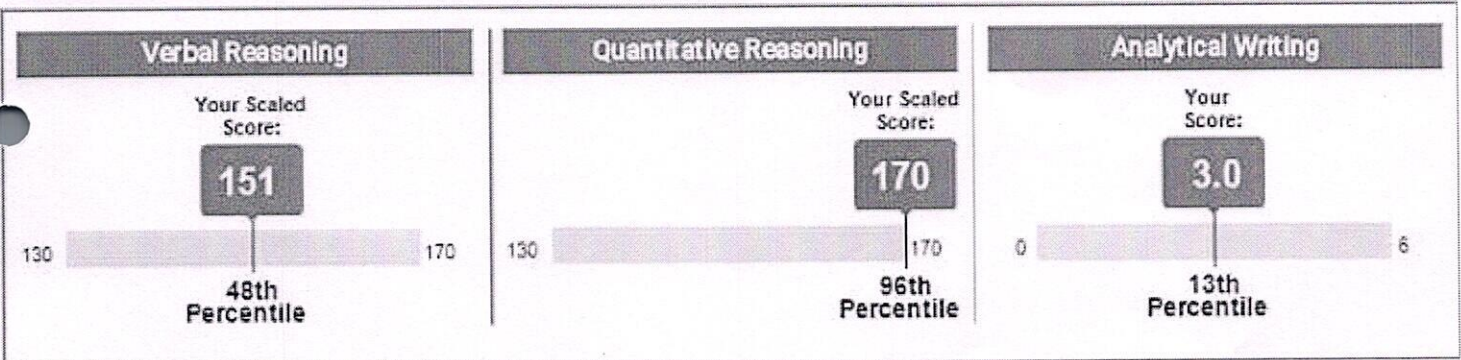 Verbal Reasoning
Your Scaled
Score:
151
130
170
48th
Percentile
Quantitative Reasoning
Your Scaled
Score:
170
130
170
96th
Percentile
Analytical Writing
Your
Score:
3.0
0
6
13th
Percentile